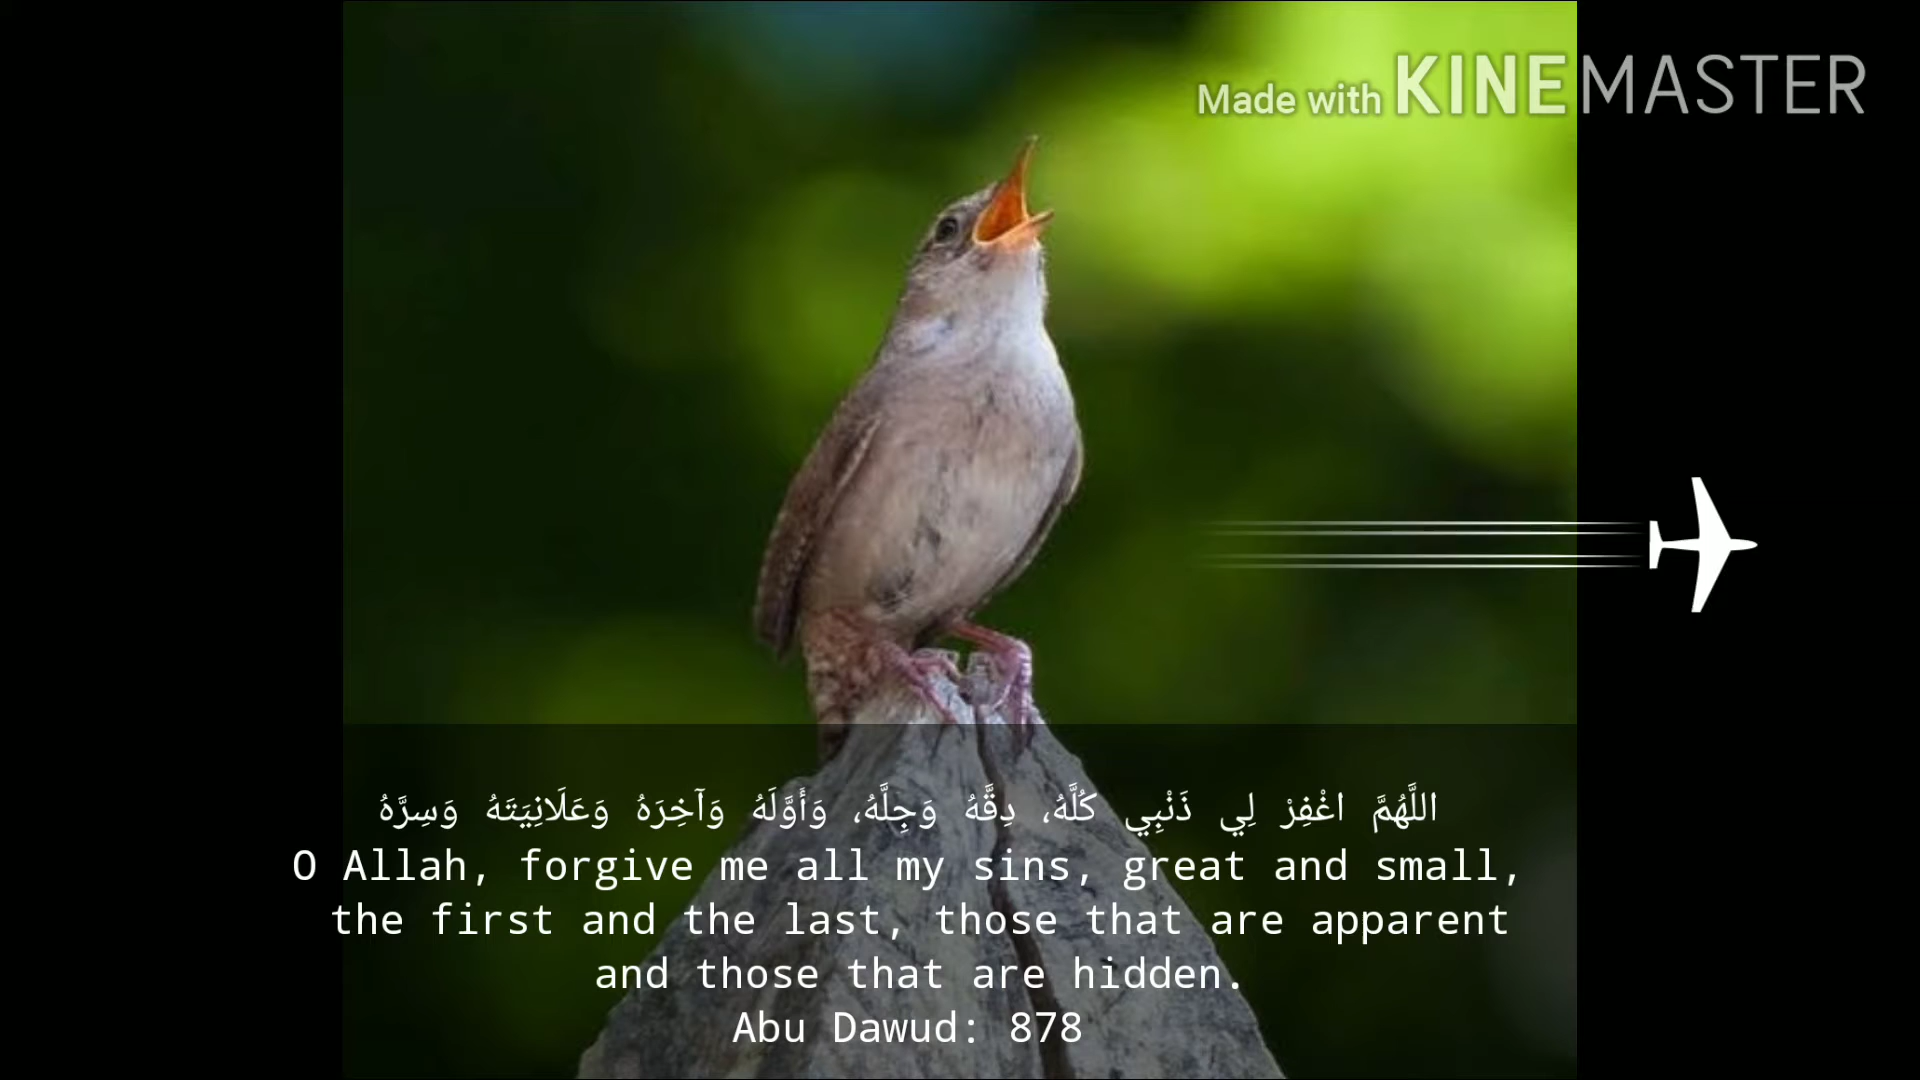 Made with KINEMASTER
اللَّهُمَّ اغْفِرْ لِي ذَنْبِي كُلَّهُ، دِقَّهُ وَجِلَّهُ، وَأَوَّلَهُ وَآخِرَهُ وَعَلَانِيَتَهُ وَسِرَّهُ
O Allah, forgive me all my sins, great and small,
the first and the last, those that are apparent
and those that are hidden.
Abu Dawud: 878